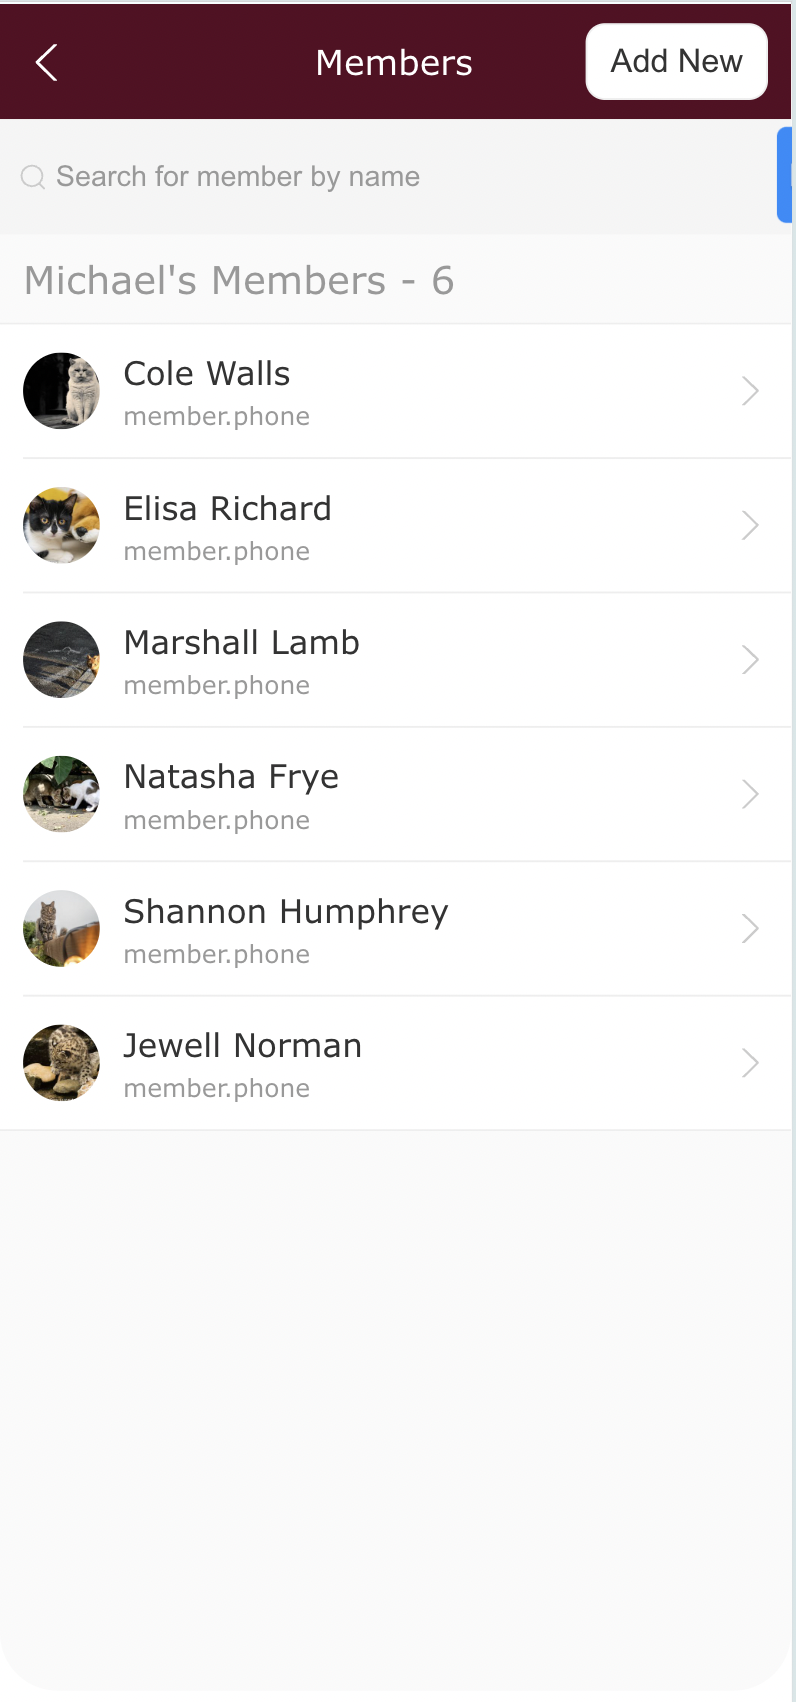 Members
Add New
Search for member by name
Michael's Members - 6
Cole Walls
member.phone
Elisa Richard
member.phone
Marshall Lamb
member.phone
Natasha Frye
member.phone
Shannon Humphrey
member.phone
Jewell Norman
member.phone